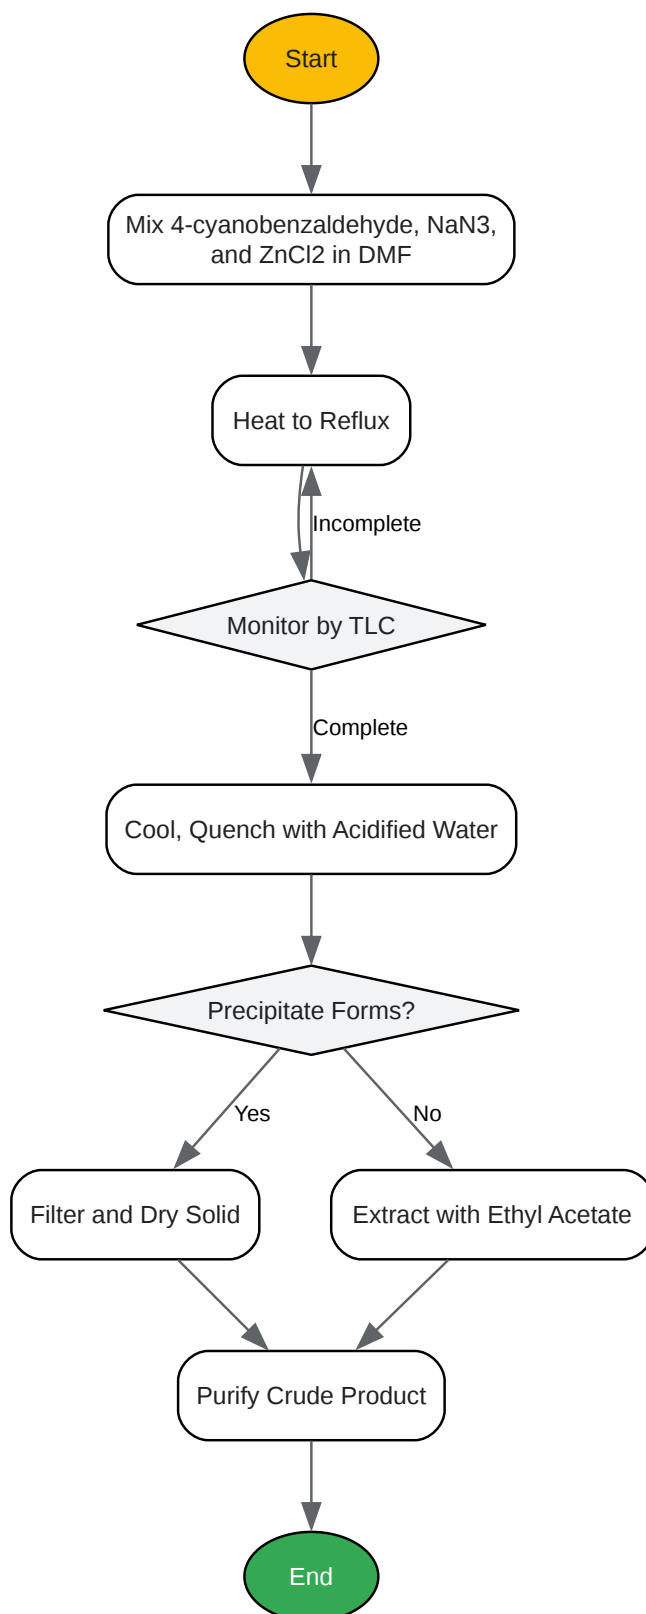 Start
Mix 4-cyanobenzaldehyde, NaN3,
and ZnCl2 in DMF
Heat to Reflux
Incomplete
Monitor by TLC
Complete
Cool, Quench with Acidified Water
Precipitate Forms?
Yes
No
Filter and Dry Solid
Extract with Ethyl Acetate
Purify Crude Product
End